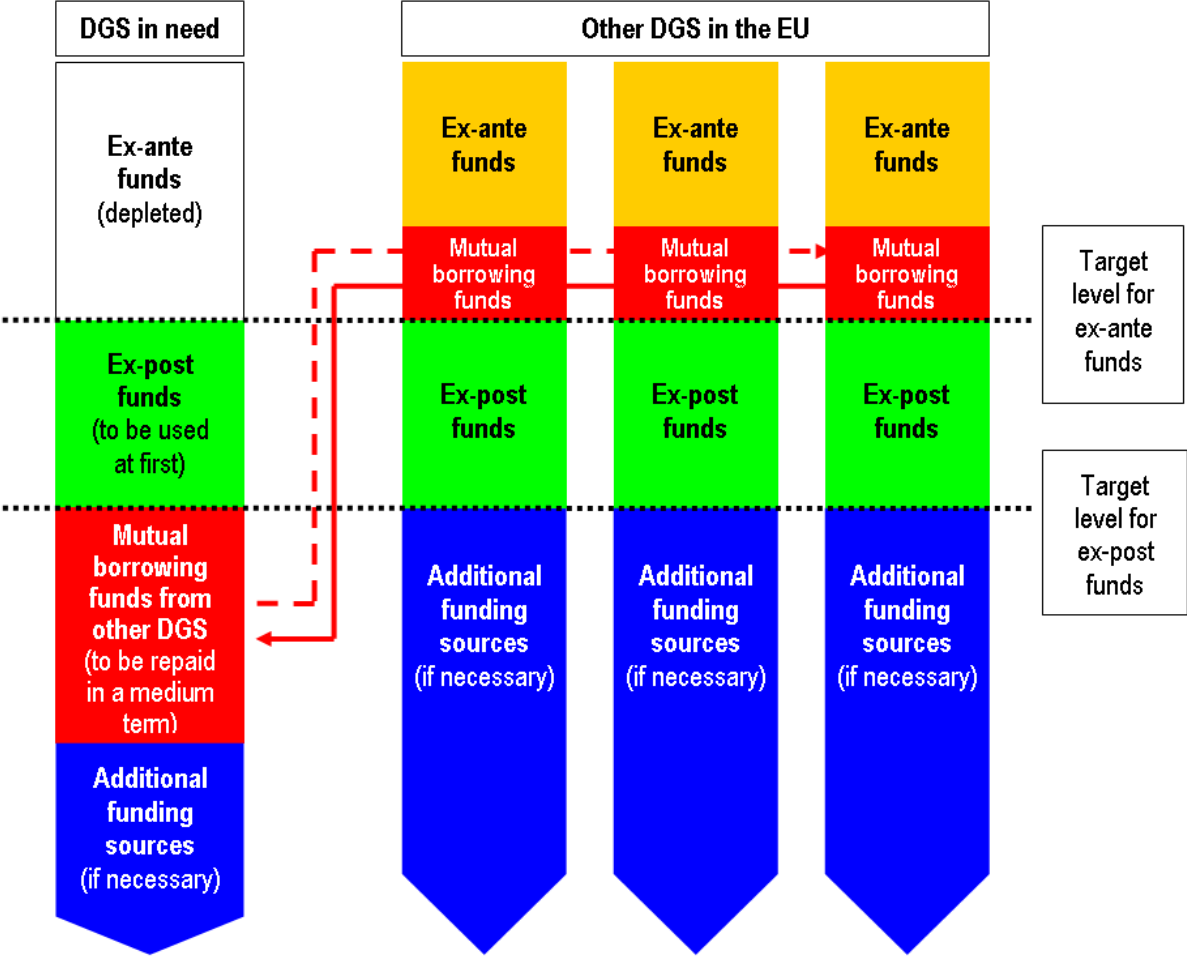 DGS in need
Other DGS in the EU
Ex-ante
funds
(depleted)
Ex-post
funds
(to be used
at first)
Mutual
borrowing
funds from
other DGS
(to be repaid
in a medium
term)
Additional
funding
sources
(if necessary)
Ex-ante
funds
Mutual
borrowing
funds
Ex-post
funds
Additional
funding
sources
(if necessary)
Ex-ante
funds
Mutual
borrowing
funds
Ex-post
funds
Additional
funding
sources
(if necessary)
Ex-ante
funds
Mutual
borrowing
funds
Ex-post
funds
Additional
funding
sources
(if necessary)
Target
level for
ex-ante
funds
Target
level for
ex-post
funds